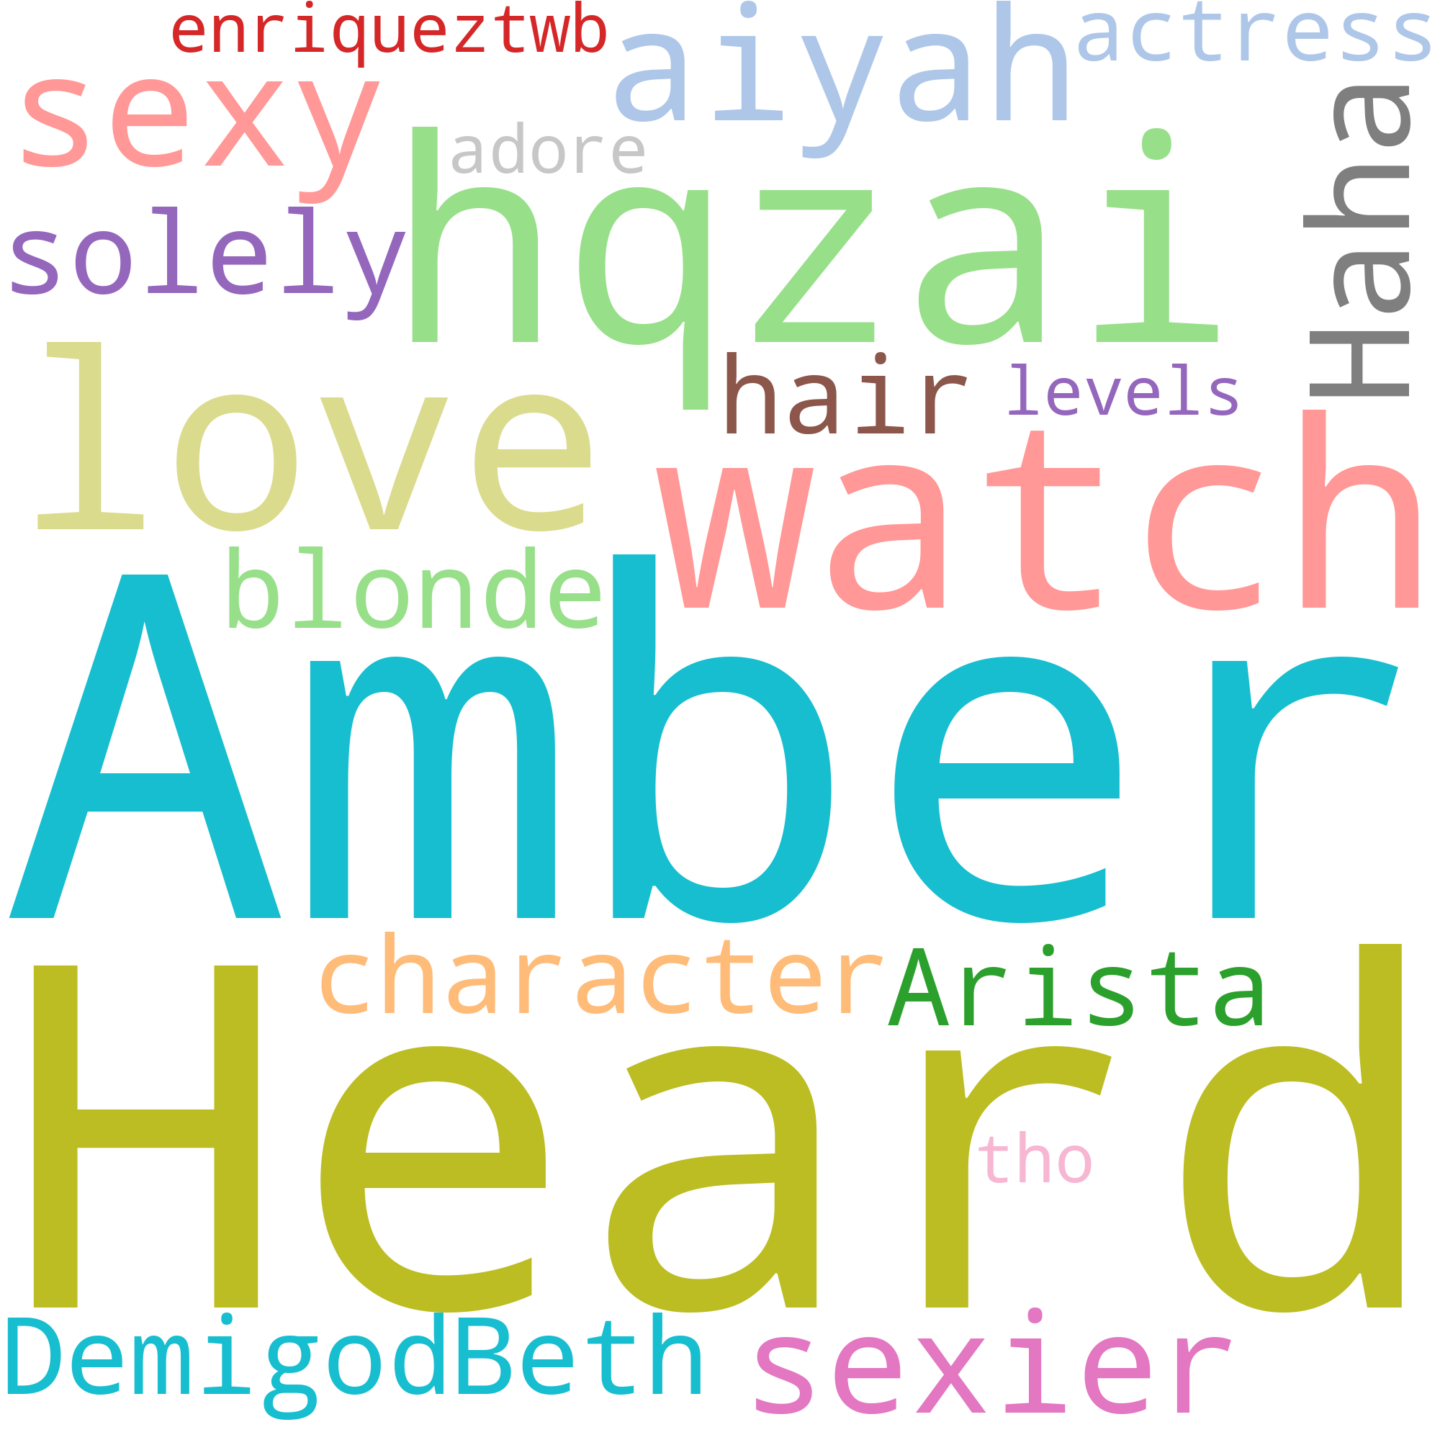 enriqueztwb
aiyah
actress
sexy
adore
Haha
hqzai
solely
love
hair
levels
watch
blonde
Amber
character
Arista
Heard
tho
DemigodBeth
sexier